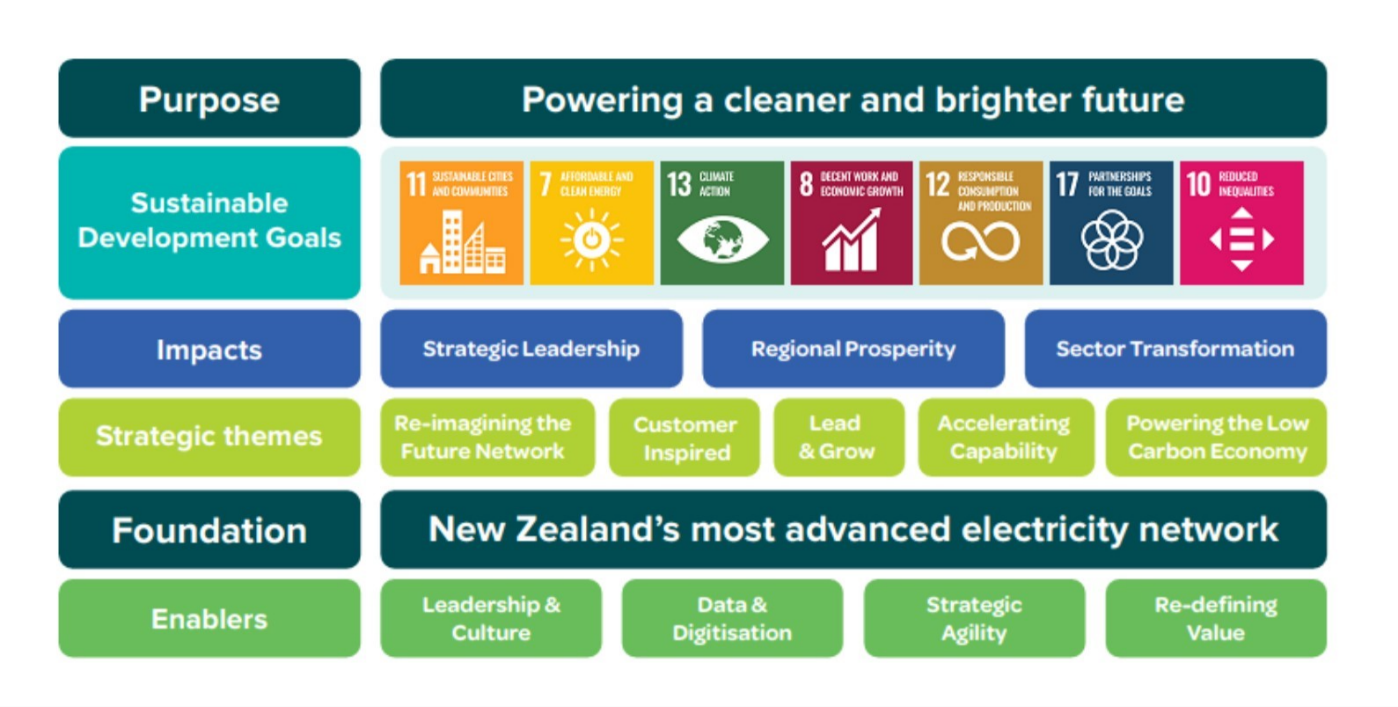 Purpose
Powering a cleaner and brighter future
Sustainable
Development Goals
11 SUSTAINABLE CITIES
AND COMMUNITIES
7 AFFORDABLE AND
CLEAN ENERGY
13 CLIMATE
ACTION
8 DECENT WORK AND
ECONOMIC GROWTH
12 RESPONSIBLE
CONSUMPTION
AND PRODUCTION
17 PARTNERSHIPS
FOR THE GOALS
10 REDUCED
INEQUALITIES
Impacts
Strategic Leadership
Regional Prosperity
Sector Transformation
Strategic themes
Re-imagining the
Future Network
Customer
Inspired
Lead
& Grow
Accelerating
Capability
Powering the Low
Carbon Economy
Foundation
New Zealand’s most advanced electricity network
Enablers
Leadership &
Culture
Data &
Digitisation
Strategic
Agility
Re-defining
Value